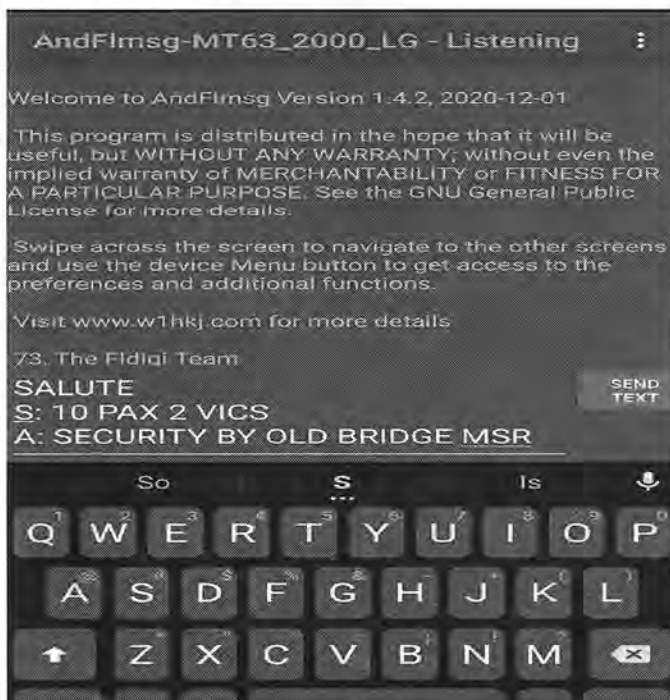 AndFlmsg-MT63_2000_LG - Listening
Welcome to AndFlmsg Version 1.4.2, 2020-12-01
This program is distributed in the hope that it will be
useful, but WITHOUT ANY WARRANTY; without even the
implied warranty of MERCHANTABILITY or FITNESS FOR
A PARTICULAR PURPOSE. See the GNU General Public
License for more details.
Swipe across the screen to navigate to the other screens
and use the device Menu button to get access to the
preferences and additional functions.
Visit www.w1hkj.com for more details
73, The Fldigi Team
SALUTE
S: 10 PAX 2 VICS
A: SECURITY BY OLD BRIDGE MSR
SEND
TEXT
So S Is
Q W E R T Y U I O P
A S D F G H J K L
Z X C V B N M